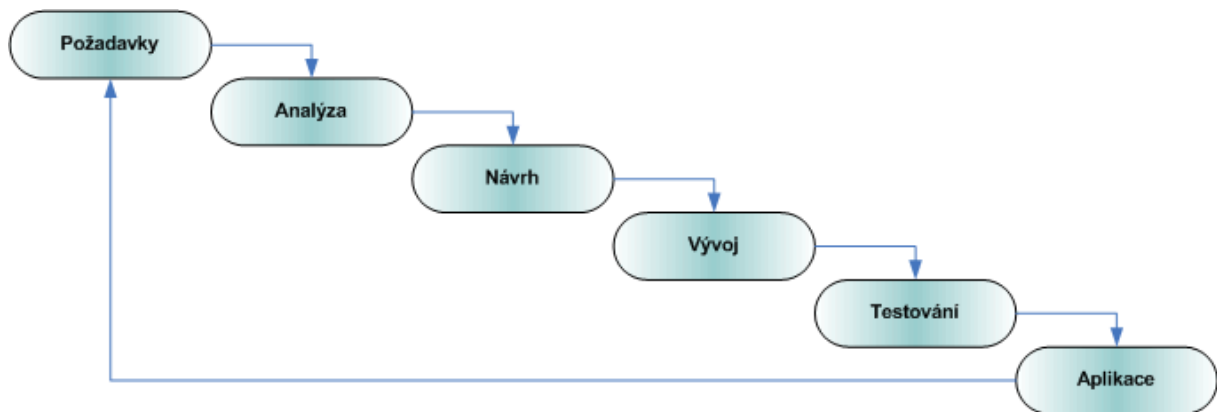 Požadavky
Analýza
Návrh
Vývoj
Testování
Aplikace